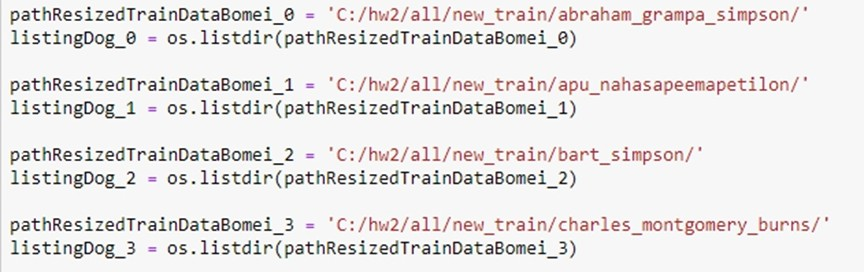 pathResizedTrainDataBomei_0 = 'C:/hw2/all/new_train/abraham_grampa_simpson/'
listingDog_0 = os.listdir(pathResizedTrainDataBomei_0)
pathResizedTrainDataBomei_1 = 'C:/hw2/all/new_train/apu_nahasapeemapetilon/'
listingDog_1 = os.listdir(pathResizedTrainDataBomei_1)
pathResizedTrainDataBomei_2 = 'C:/hw2/all/new_train/bart_simpson/'
listingDog_2 = os.listdir(pathResizedTrainDataBomei_2)
pathResizedTrainDataBomei_3 = 'C:/hw2/all/new_train/charles_montgomery_burns/'
listingDog_3 = os.listdir(pathResizedTrainDataBomei_3)